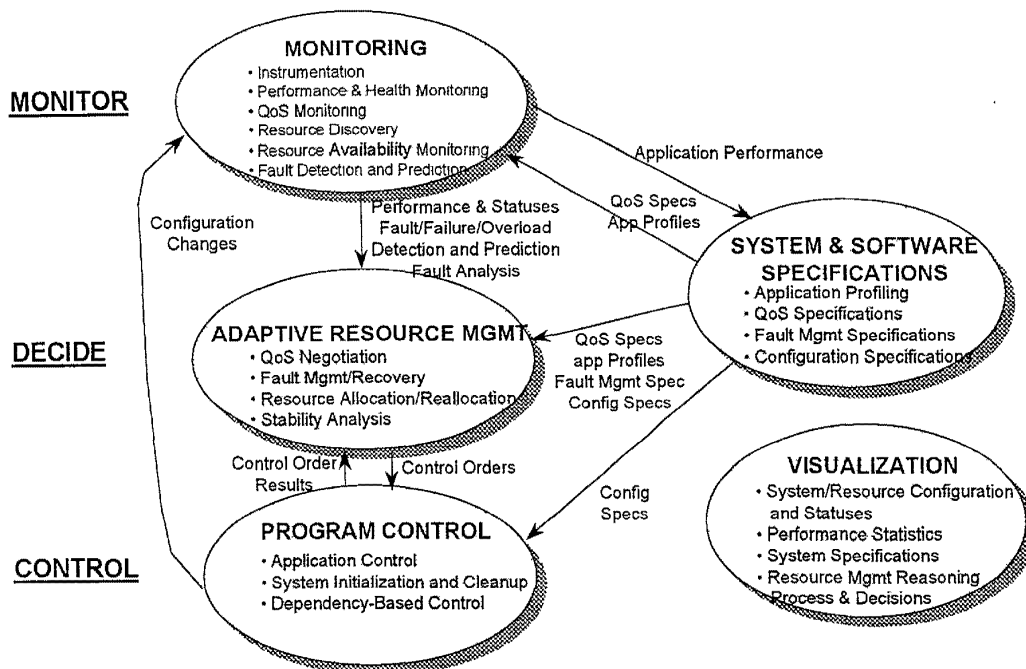 MONITOR
MONITORING
• Instrumentation
• Performance & Health Monitoring
• QoS Monitoring
• Resource Discovery
• Resource Availability Monitoring
• Fault Detection and Prediction
Application Performance
QoS Specs
App Profiles
Configuration
Changes
Performance & Statuses
Fault/Failure/Overload
Detection and Prediction
Fault Analysis
SYSTEM & SOFTWARE
SPECIFICATIONS
• Application Profiling
• QoS Specifications
• Fault Mgmt Specifications
• Configuration Specifications
DECIDE
ADAPTIVE RESOURCE MGMT
• QoS Negotiation
• Fault Mgmt/Recovery
• Resource Allocation/Reallocation
• Stability Analysis
QoS Specs
app Profiles
Fault Mgmt Spec
Config Specs
Control Order
Results
Control Orders
Config
Specs
VISUALIZATION
• System/Resource Configuration
and Statuses
• Performance Statistics
• System Specifications
• Resource Mgmt Reasoning
Process & Decisions
CONTROL
PROGRAM CONTROL
• Application Control
• System Initialization and Cleanup
• Dependency-Based Control